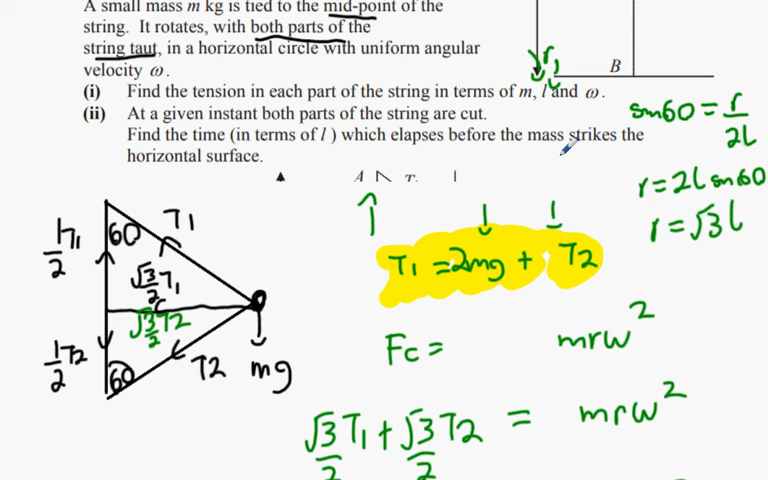 A small mass m kg is tied to the mid-point of the
string. It rotates, with both parts of the
string taut, in a horizontal circle with uniform angular
velocity ω.
(i) Find the tension in each part of the string in terms of m, l and ω.
(ii) At a given instant both parts of the string are cut.
Find the time (in terms of l ) which elapses before the mass strikes the
horizontal surface.
r,
B
sin60 = r/2L
r = 2L sin60
r = √3 L
60
T1
√3/2 T1
√3/2 T2
1/2 T2
60
T2
mg
T1 = 2mg + T2
Fc = mrω²
√3/2 T1 + √3/2 T2 = mrω²